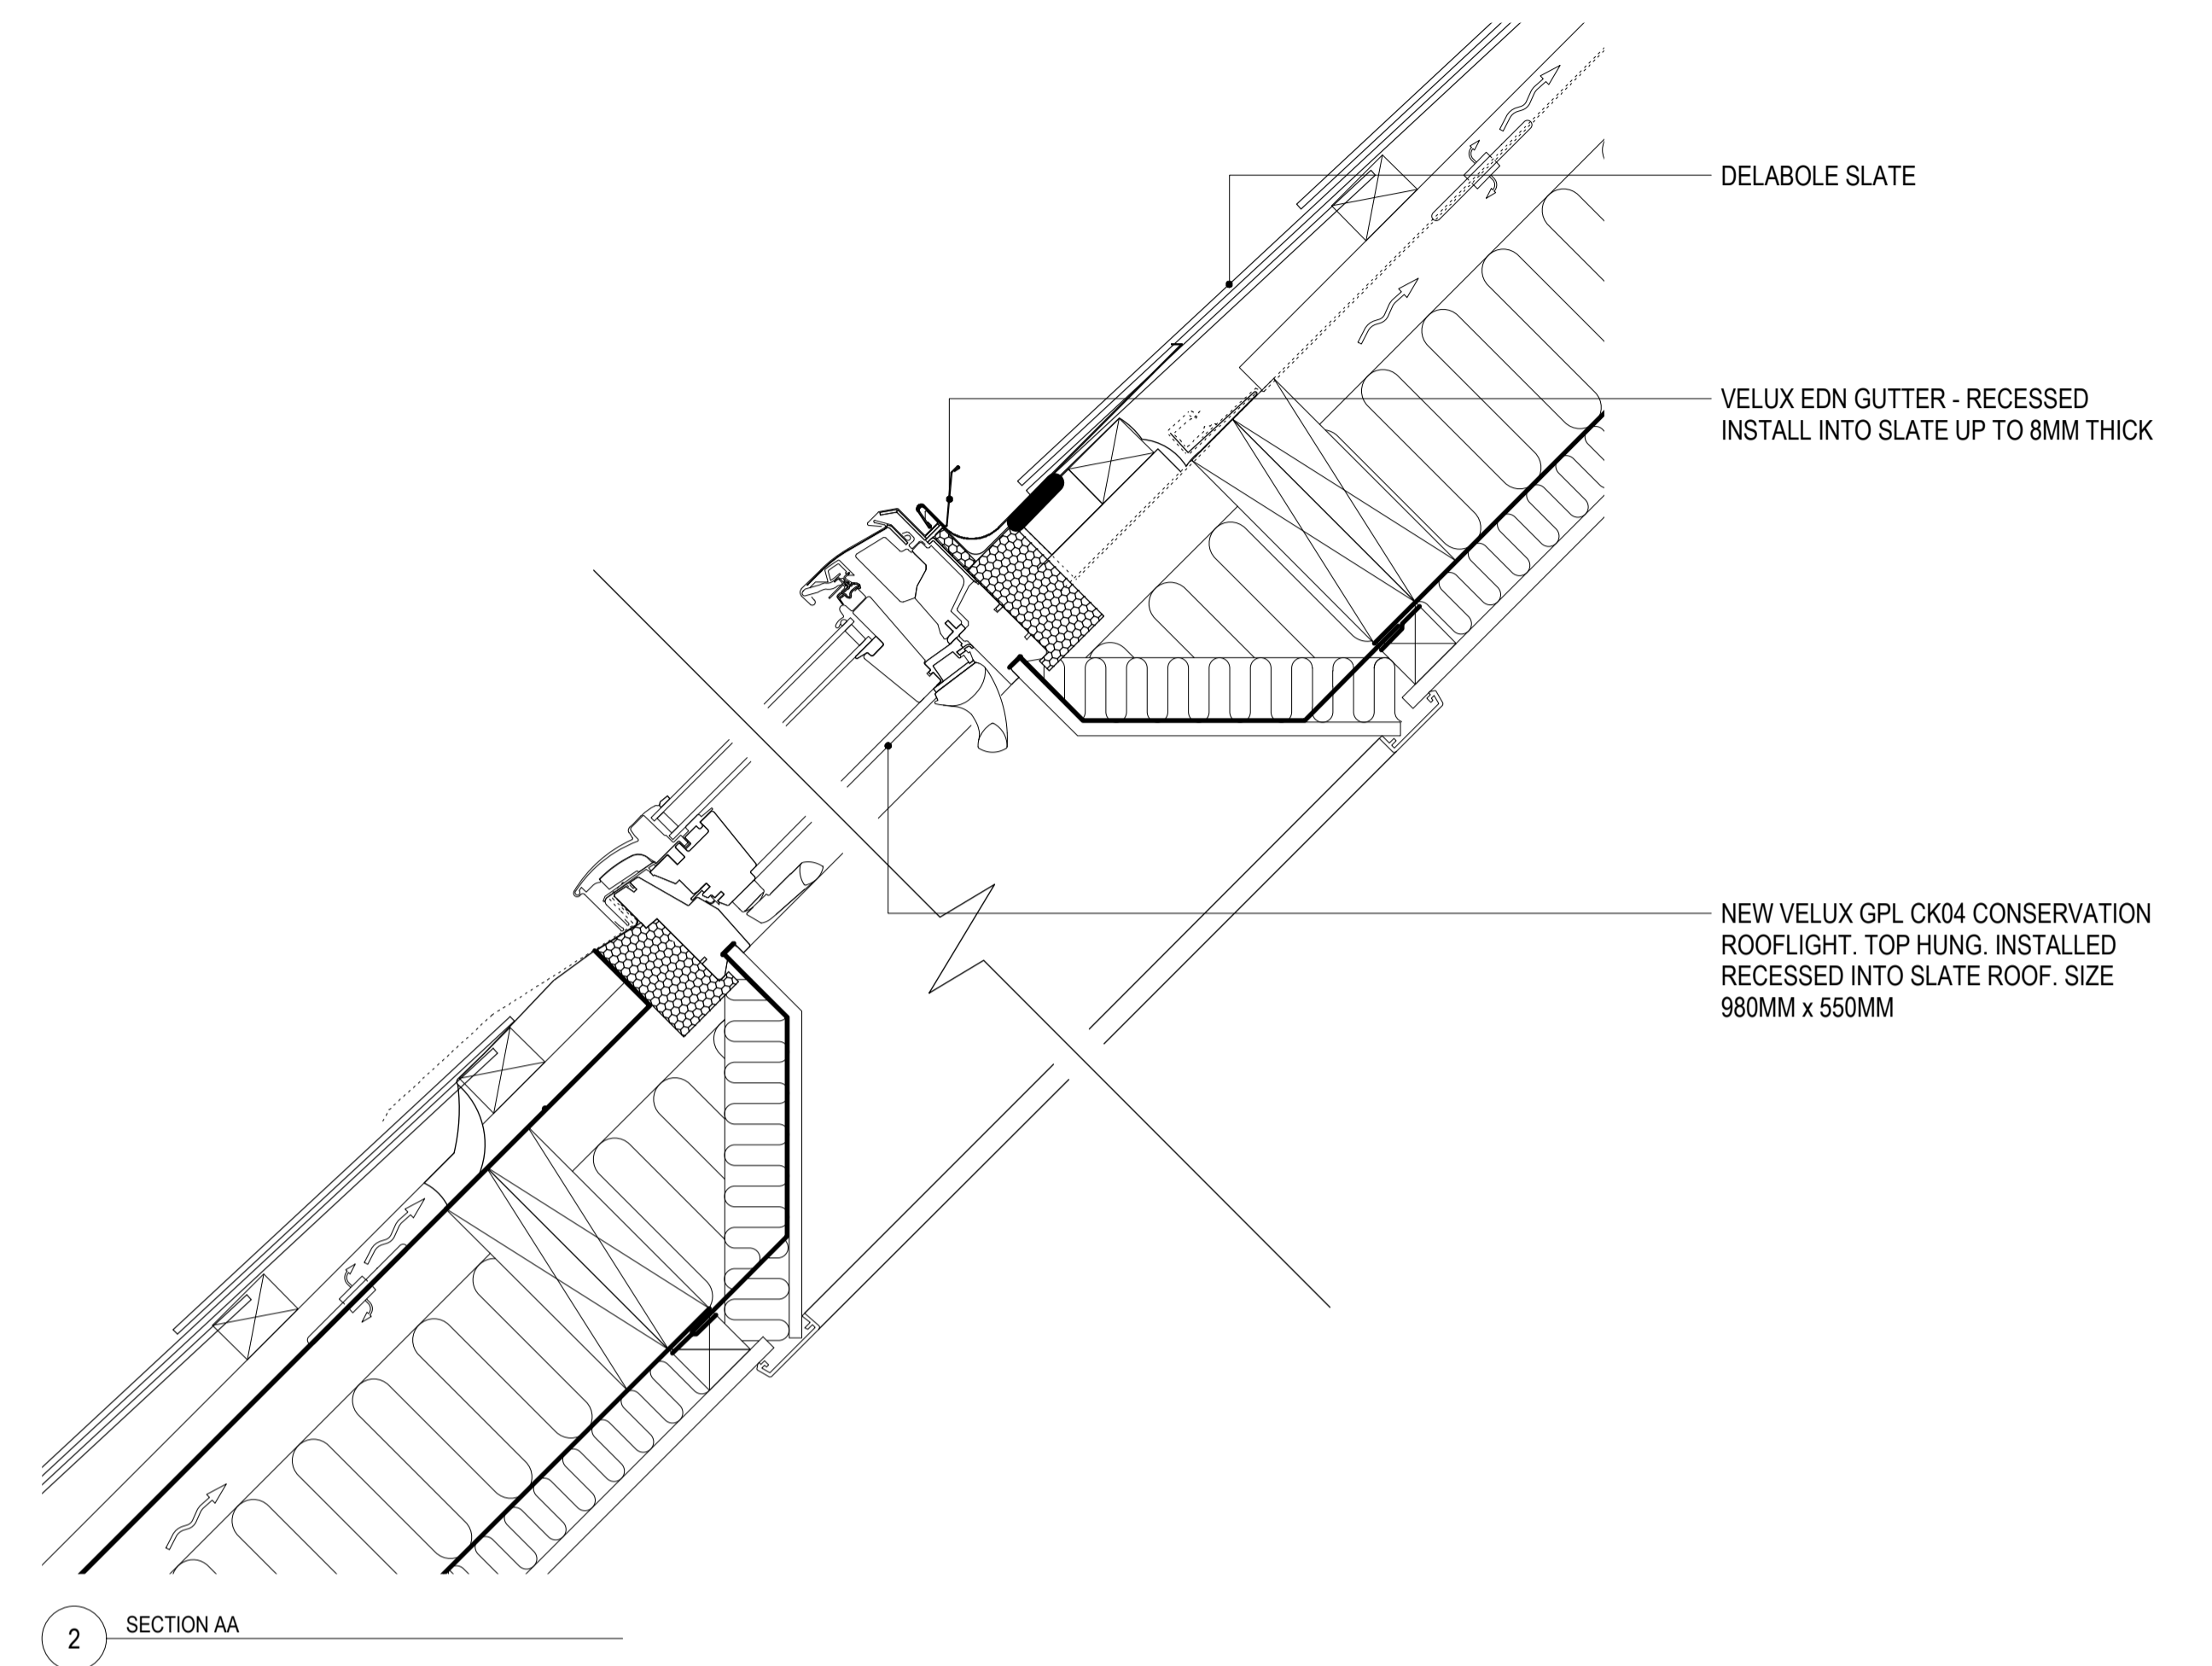 DELABOLE SLATE
VELUX EDN GUTTER - RECESSED
INSTALL INTO SLATE UP TO 8MM THICK
NEW VELUX GPL CK04 CONSERVATION
ROOFLIGHT. TOP HUNG. INSTALLED
RECESSED INTO SLATE ROOF. SIZE
980MM x 550MM
2 SECTION AA